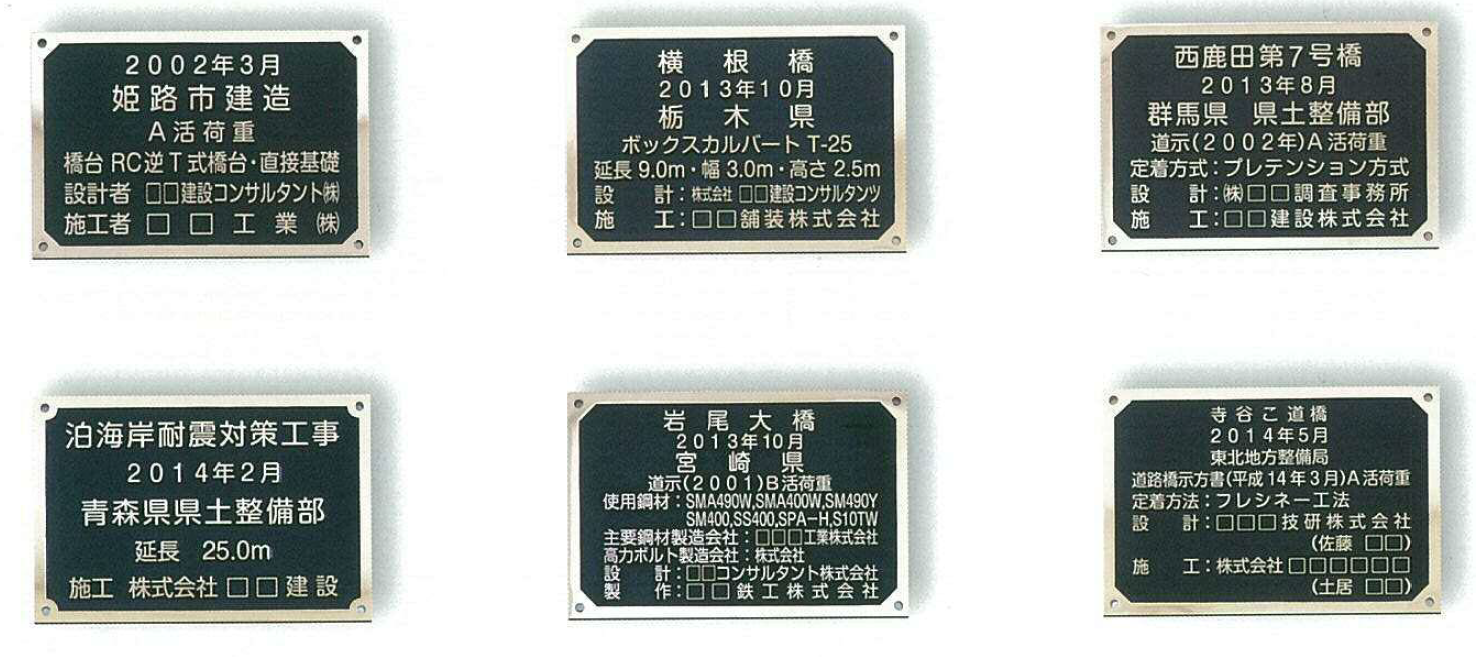 2002年3月
姫路市建造
A活荷重
橋台 RC逆T式橋台・直接基礎
設計者 □□建設コンサルタント㈱
施工者 □ □ 工 業 ㈱
横 根 橋
2013年10月
栃 木 県
ボックスカルバート T-25
延長 9.0m・幅 3.0m・高さ 2.5m
設 計：株式会社 □□建設コンサルタンツ
施 工：□□舗装株式会社
西鹿田第7号橋
2013年8月
群馬県 県土整備部
道示(2002年)A活荷重
定着方式：プレテンション方式
設 計：㈱□□調査事務所
施 工：□□建設株式会社
泊海岸耐震対策工事
2014年2月
青森県県土整備部
延長 25.0m
施工 株式会社 □□建設
岩 尾 大 橋
2013年10月
宮 崎 県
道示(2001)B活荷重
使用鋼材：SMA490W,SMA400W,SM490Y
SM400,SS400,SPA-H,S10TW
主要鋼材製造会社：□□□工業株式会社
高力ボルト製造会社：株式会社
設 計：□□コンサルタント株式会社
製 作：□□鉄工株式会社
寺谷こ道橋
2014年5月
東北地方整備局
道路橋示方書(平成14年3月)A活荷重
定着方法：フレシネー工法
設 計：□□□技研株式会社
(佐藤 □□)
施 工：株式会社□□□□□□
(土居 □□)